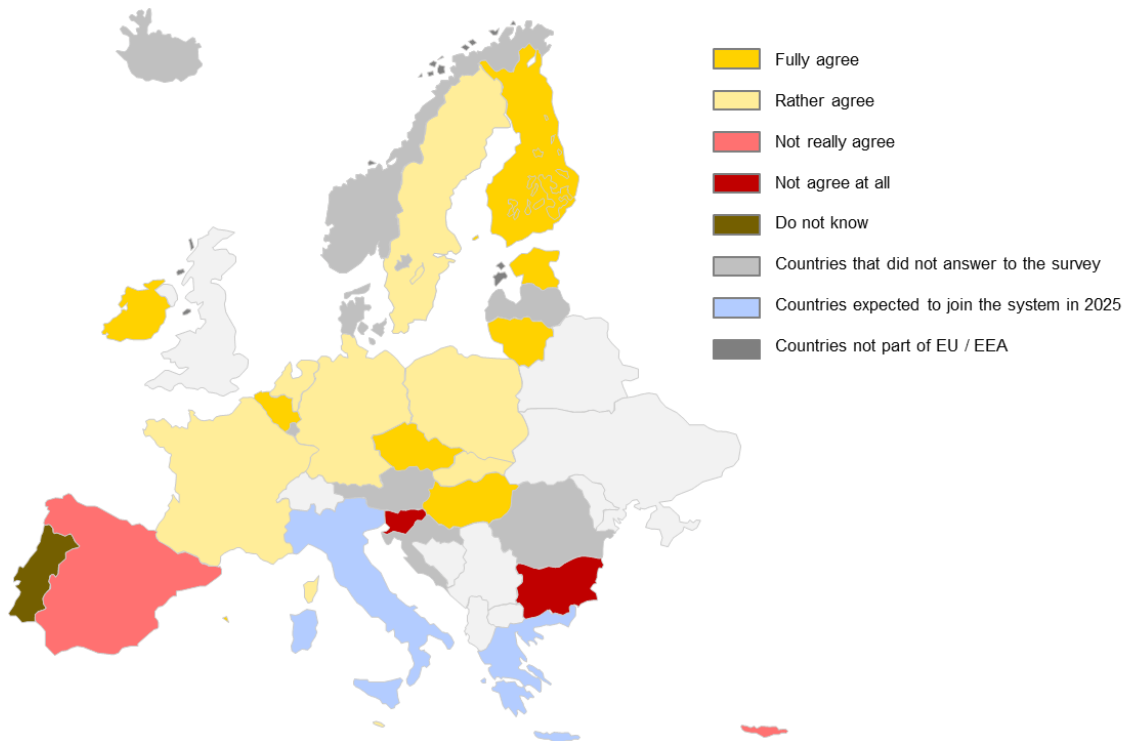 Fully agree
Rather agree
Not really agree
Not agree at all
Do not know
Countries that did not answer to the survey
Countries expected to join the system in 2025
Countries not part of EU / EEA